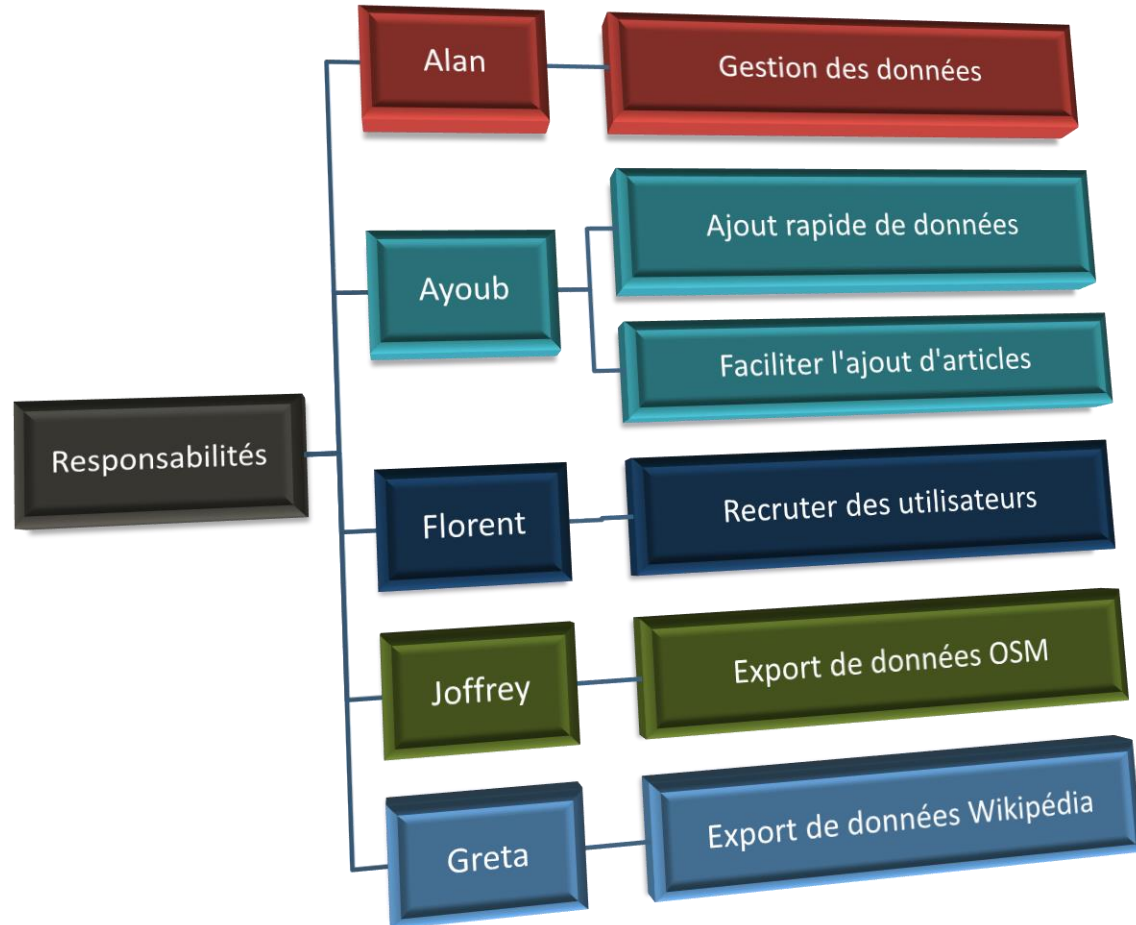 Responsabilités
Alan
Gestion des données
Ayoub
Ajout rapide de données
Faciliter l'ajout d'articles
Florent
Recruter des utilisateurs
Joffrey
Export de données OSM
Greta
Export de données Wikipédia